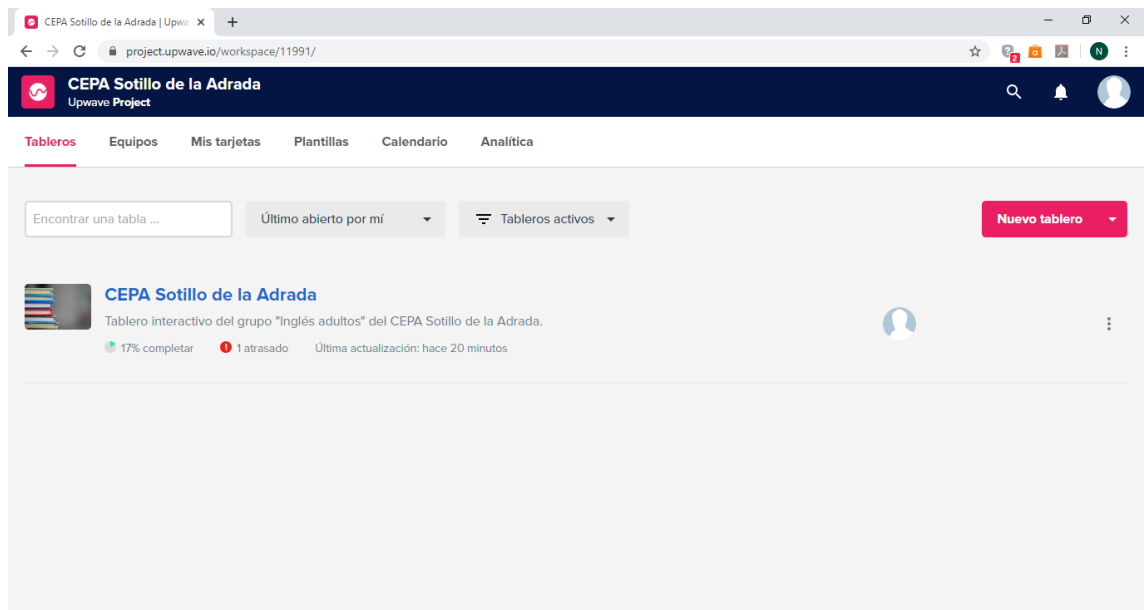 CEPA Sotillo de la Adrada | Upwa
project.upwave.io/workspace/11991/
2
a
N
CEPA Sotillo de la Adrada
Upwave Project
Tableros Equipos Mis tarjetas Plantillas Calendario Analítica
Encontrar una tabla ... Último abierto por mí Tableros activos Nuevo tablero
CEPA Sotillo de la Adrada
Tablero interactivo del grupo "Inglés adultos" del CEPA Sotillo de la Adrada.
17% completar ! 1 atrasado Última actualización: hace 20 minutos